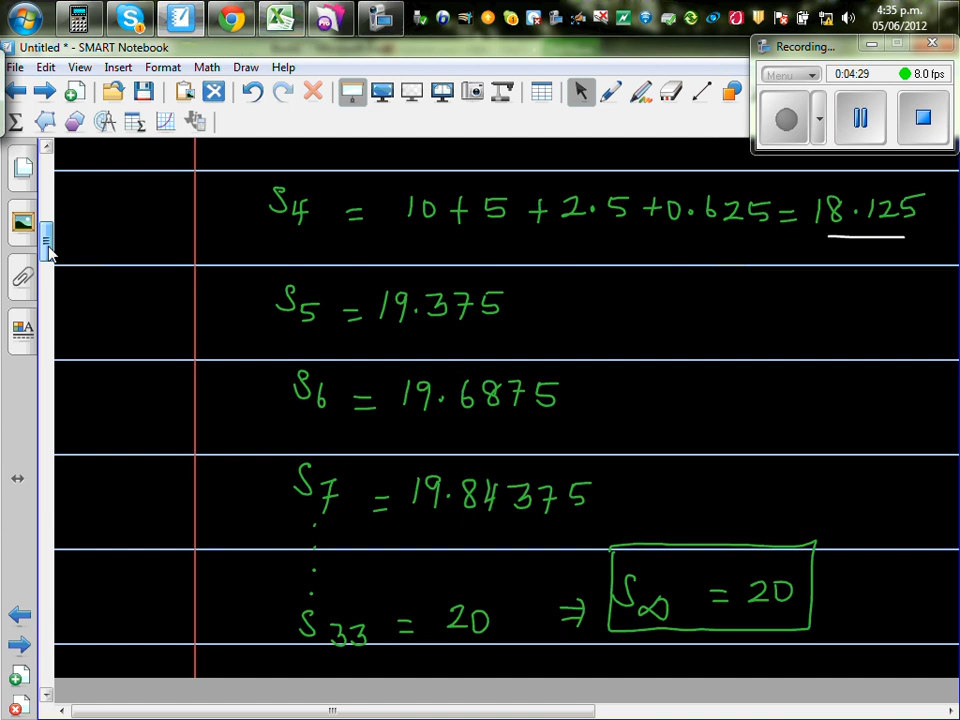 4:35 p.m.
05/06/2012
Untitled * - SMART Notebook
Recording...
File Edit View Insert Format Math Draw Help
Menu
0:04:29
8.0 fps
S4 = 10 + 5 + 2.5 + 0.625 = 18.125
S5 = 19.375
S6 = 19.6875
S7 = 19.84375
S33 = 20 ⇒ S∞ = 20